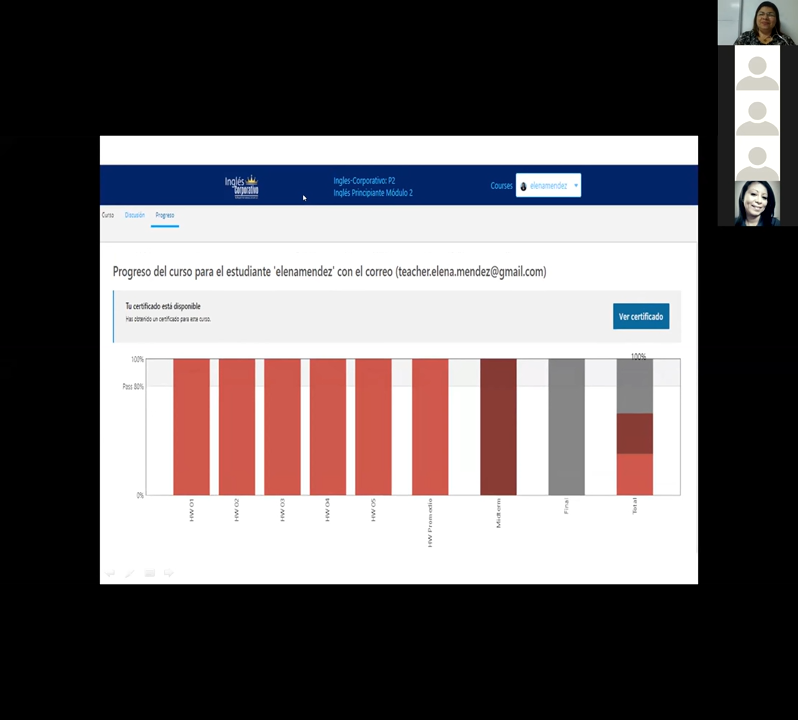 Inglés
Corporativo
Ingles-Corporativo: P2
Inglés Principiante Módulo 2
Courses
elenamendez
Curso
Discusión
Progreso
Progreso del curso para el estudiante 'elenamendez' con el correo (teacher.elena.mendez@gmail.com)
Tu certificado está disponible
Has obtenido un certificado para este curso.
Ver certificado
100%
100%
Pass 80%
0%
HW 01
HW 02
HW 03
HW 04
HW 05
HW Promedio
Midterm
Final
Total